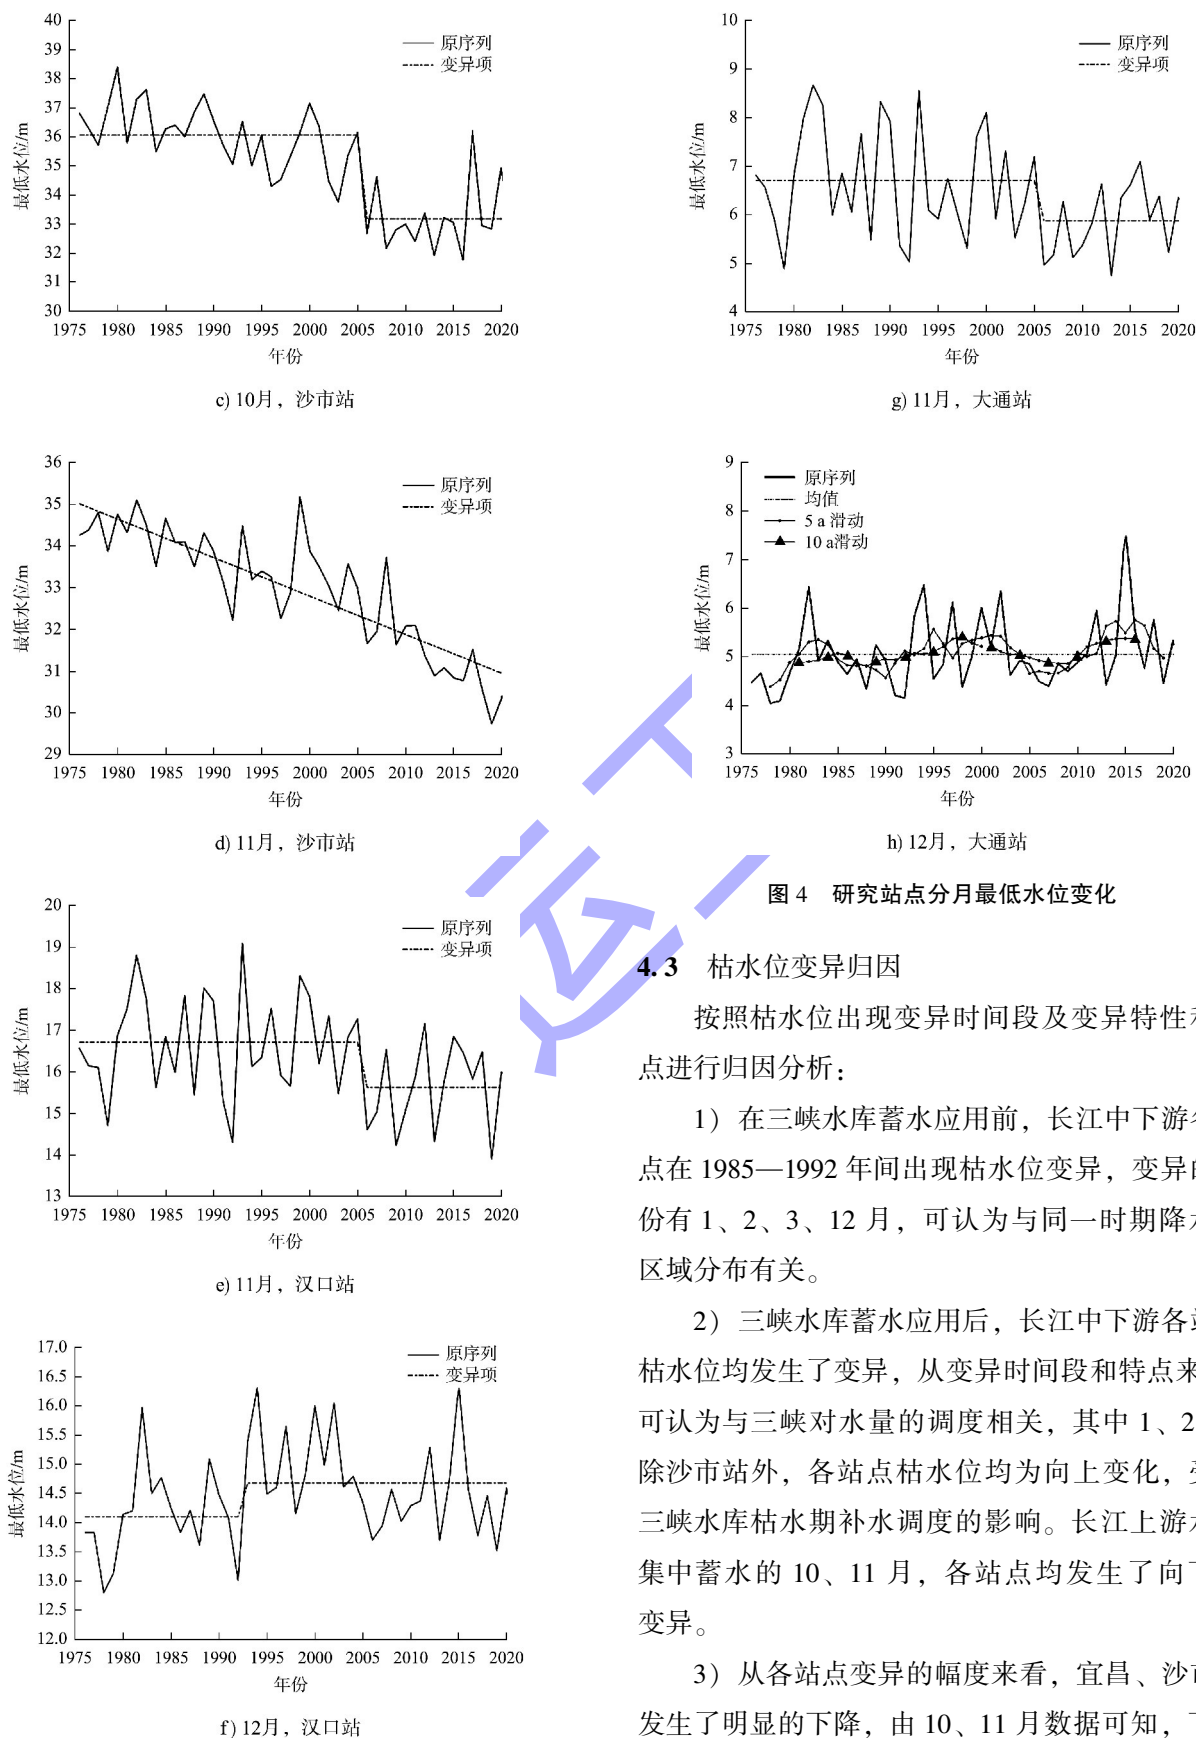 40
39
38
37
36
35
34
33
32
31
30
最低水位/m
原序列
变异项
1975 1980 1985 1990 1995 2000 2005 2010 2015 2020
年份
c) 10月，沙市站
36
35
34
33
32
31
30
29
最低水位/m
原序列
变异项
1975 1980 1985 1990 1995 2000 2005 2010 2015 2020
年份
d) 11月，沙市站
20
19
18
17
16
15
14
13
最低水位/m
原序列
变异项
1975 1980 1985 1990 1995 2000 2005 2010 2015 2020
年份
e) 11月，汉口站
17.0
16.5
16.0
15.5
15.0
14.5
14.0
13.5
13.0
12.5
12.0
最低水位/m
原序列
变异项
1975 1980 1985 1990 1995 2000 2005 2010 2015 2020
年份
f) 12月，汉口站
10
9
8
7
6
5
4
最低水位/m
原序列
变异项
1975 1980 1985 1990 1995 2000 2005 2010 2015 2020
年份
g) 11月，大通站
9
8
7
6
5
4
3
最低水位/m
原序列
均值
5 a 滑动
10 a滑动
1975 1980 1985 1990 1995 2000 2005 2010 2015 2020
年份
h) 12月，大通站
图 4 研究站点分月最低水位变化
4.3 枯水位变异归因
按照枯水位出现变异时间段及变异特性
点进行归因分析：
1）在三峡水库蓄水应用前，长江中下游
点在 1985—1992 年间出现枯水位变异，变异
份有 1、2、3、12 月，可认为与同一时期降
区域分布有关。
2）三峡水库蓄水应用后，长江中下游各
枯水位均发生了变异，从变异时间段和特点来
可认为与三峡对水量的调度相关，其中 1、2
除沙市站外，各站点枯水位均为向上变化，
三峡水库枯水期补水调度的影响。长江上游
集中蓄水的 10、11 月，各站点均发生了向
变异。
3）从各站点变异的幅度来看，宜昌、沙
发生了明显的下降，由 10、11 月数据可知，